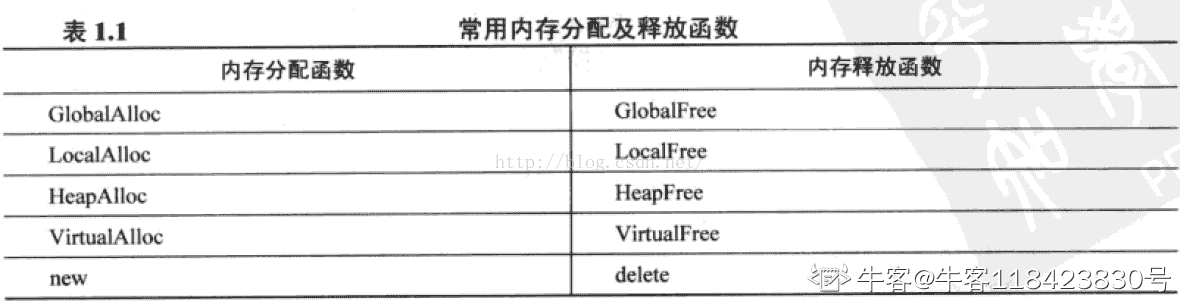 表 1.1 常用内存分配及释放函数
内存分配函数 内存释放函数
GlobalAlloc GlobalFree
LocalAlloc LocalFree
http://blog.csdn.net/
HeapAlloc HeapFree
VirtualAlloc VirtualFree
new delete
牛客@牛客118423830号